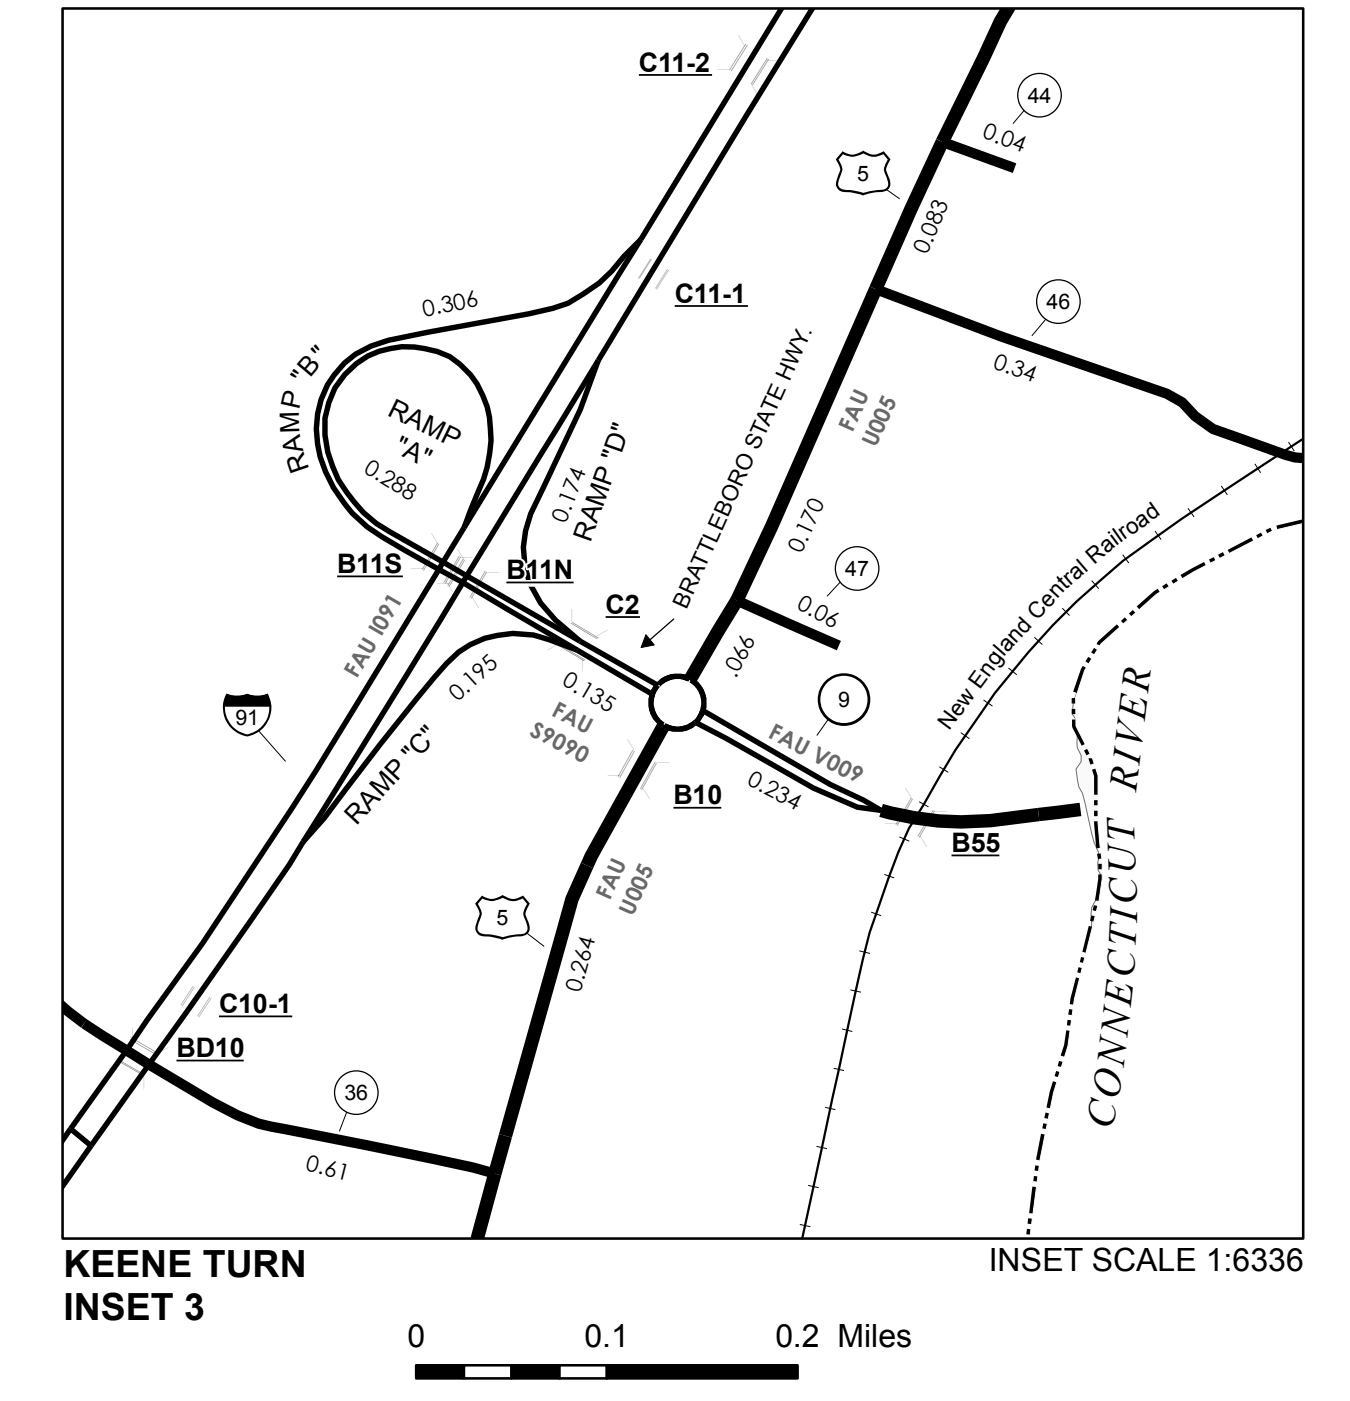 C11-2
44
0.04
5
0.083
C11-1
46
0.306
0.34
RAMP "B"
BRATTLEBORO STATE HWY.
FAU
U005
RAMP
"A"
0.288
0.174
RAMP "D"
0.170
New England Central Railroad
B11S
B11N
47
0.06
C2
FAU I091
.066
0.195
0.135
9
FAU
S9090
FAU V009
91
RAMP "C"
B10
0.234
B55
CONNECTICUT RIVER
FAU
U005
5
0.264
C10-1
BD10
36
0.61
KEENE TURN
INSET 3
INSET SCALE 1:6336
0 0.1 0.2 Miles